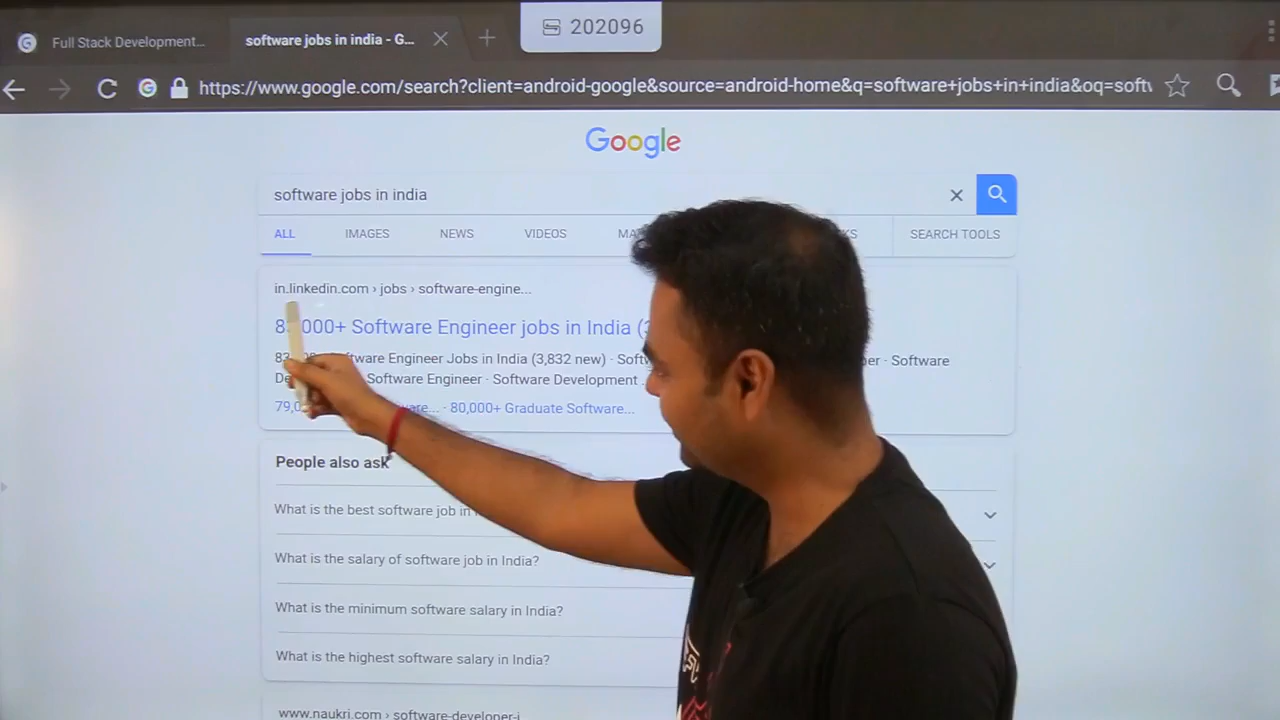 202096
Full Stack Development...
software jobs in india - G...
https://www.google.com/search?client=android-google&source=android-home&q=software+jobs+in+india&oq=softw
Google
software jobs in india
ALL IMAGES NEWS VIDEOS SEARCH TOOLS
in.linkedin.com › jobs › software-engine...
000+ Software Engineer jobs in India (
Engineer Jobs in India (3,832 new) ·
· Software
Software Engineer · Software Development
· 80,000+ Graduate Software...
People also ask
What is the best software job in
What is the salary of software job in India?
What is the minimum software salary in India?
What is the highest software salary in India?
www.naukri.com › software-developer-j